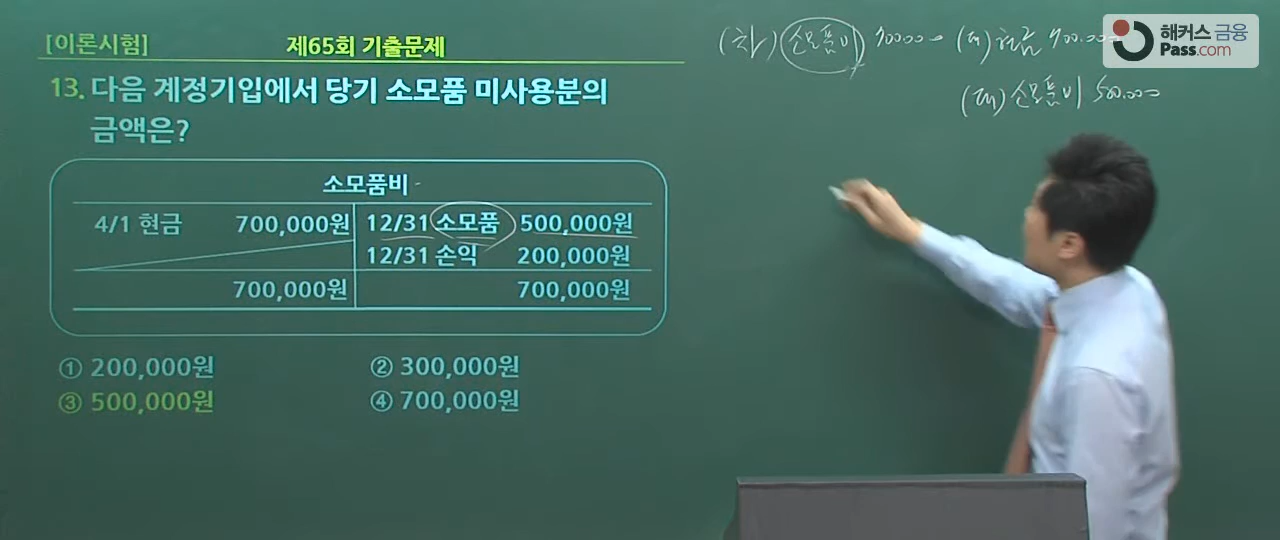 [이론시험] 제65회 기출문제
13. 다음 계정기입에서 당기 소모품 미사용분의
금액은?
소모품비
4/1 현금 700,000원 12/31 소모품 500,000원
12/31 손익 200,000원
700,000원 700,000원
① 200,000원 ② 300,000원
③ 500,000원 ④ 700,000원
(차) 소모품비 (대) 현금 700.000
(대) 소모품비 500.000
해커스 금융
Pass.com